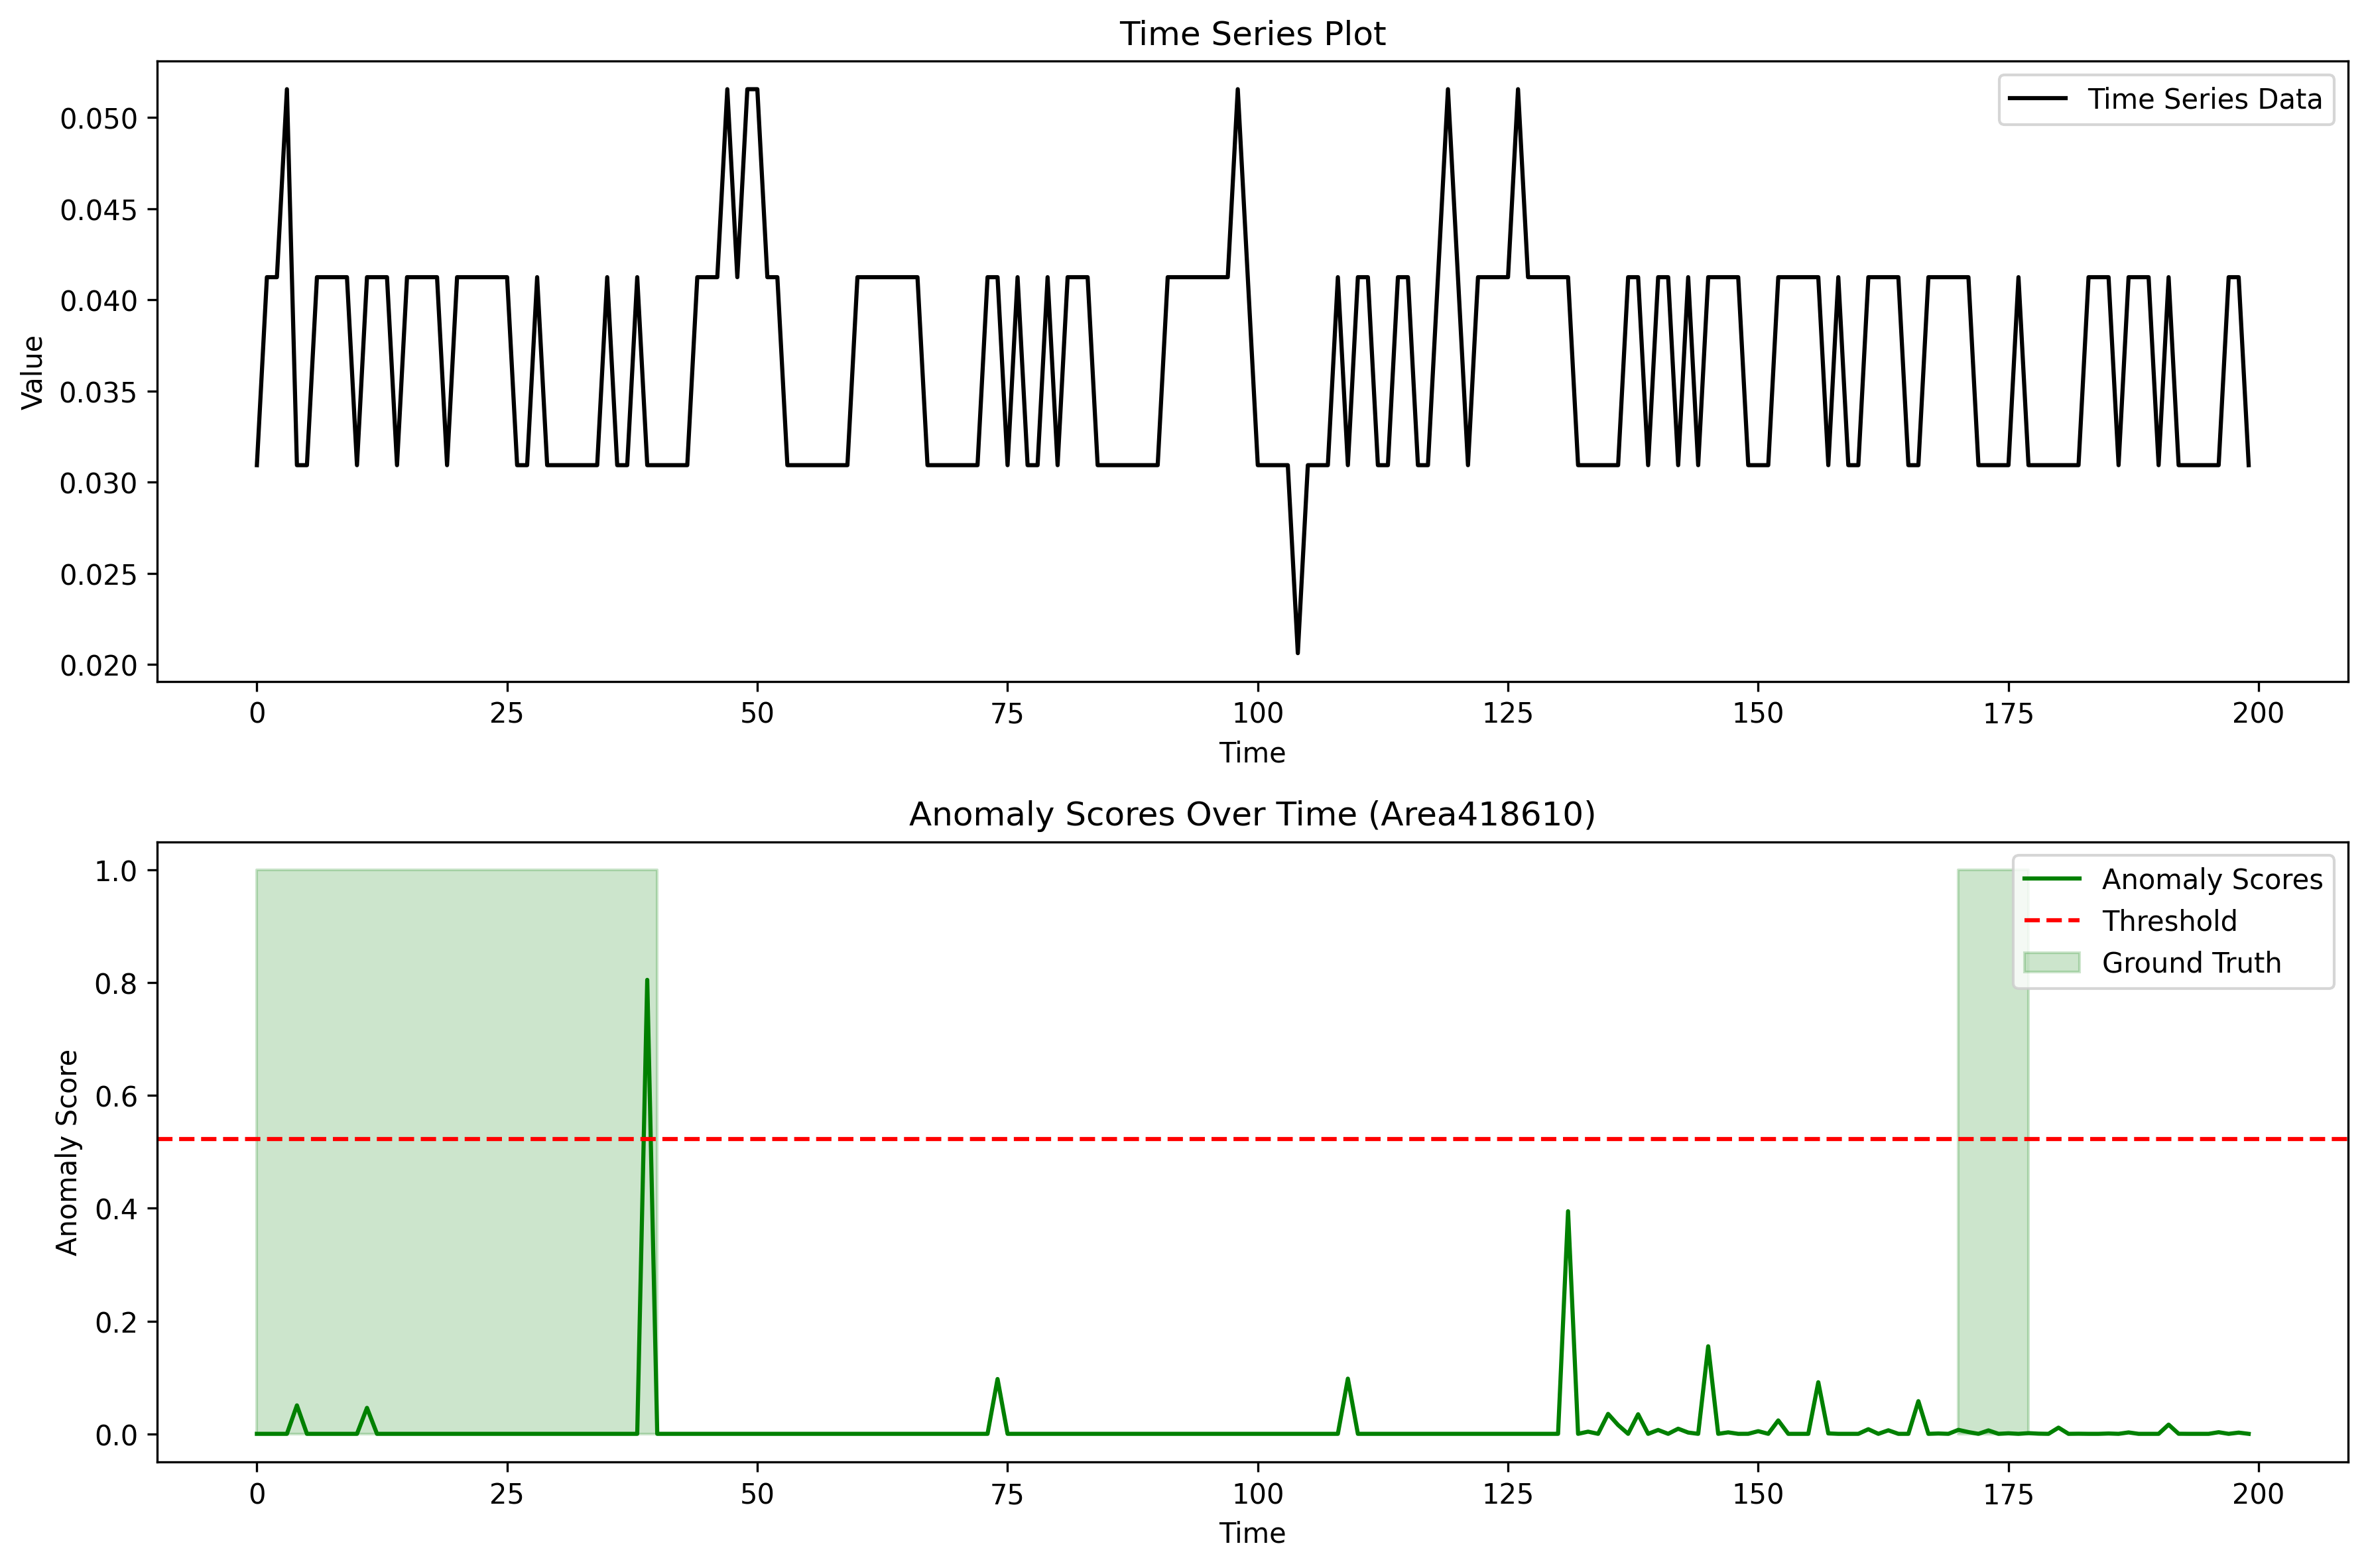 Time Series Plot
Time Series Data
Value
0.050
0.045
0.040
0.035
0.030
0.025
0.020
0 25 50 75 100 125 150 175 200
Time
Anomaly Scores Over Time (Area418610)
Anomaly Scores
Threshold
Ground Truth
Anomaly Score
1.0
0.8
0.6
0.4
0.2
0.0
0 25 50 75 100 125 150 175 200
Time